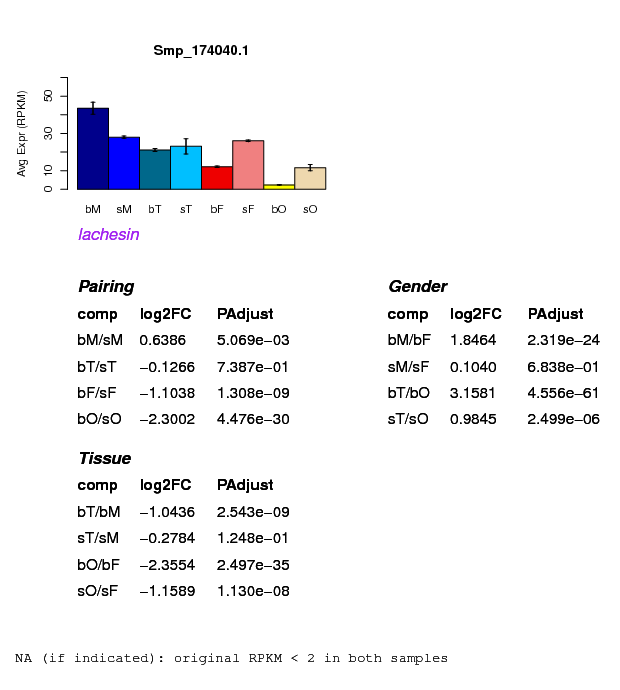 Smp_174040.1
Avg Expr (RPKM)
50
30
10
0
bM sM bT sT bF sF bO sO
lachesin
Pairing
comp log2FC PAdjust
bM/sM 0.6386 5.069e−03
bT/sT −0.1266 7.387e−01
bF/sF −1.1038 1.308e−09
bO/sO −2.3002 4.476e−30
Gender
comp log2FC PAdjust
bM/bF 1.8464 2.319e−24
sM/sF 0.1040 6.838e−01
bT/bO 3.1581 4.556e−61
sT/sO 0.9845 2.499e−06
Tissue
comp log2FC PAdjust
bT/bM −1.0436 2.543e−09
sT/sM −0.2784 1.248e−01
bO/bF −2.3554 2.497e−35
sO/sF −1.1589 1.130e−08
NA (if indicated): original RPKM < 2 in both samples